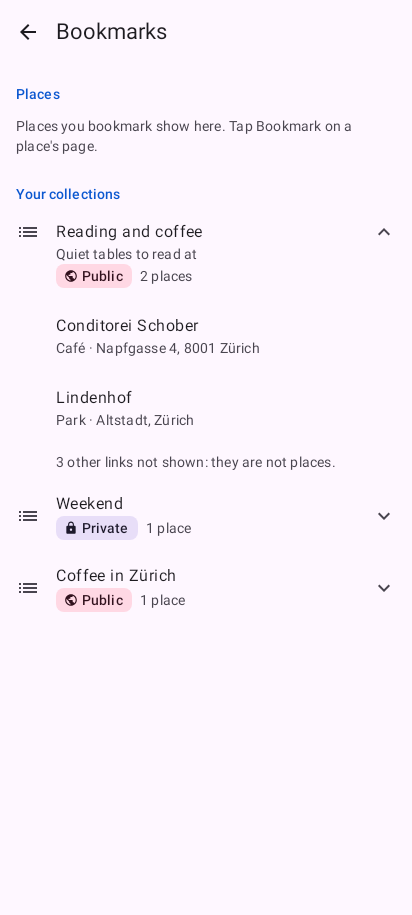 Bookmarks
Places
Places you bookmark show here. Tap Bookmark on a
place's page.
Your collections
Reading and coffee
Quiet tables to read at
Public 2 places
Conditorei Schober
Café · Napfgasse 4, 8001 Zürich
Lindenhof
Park · Altstadt, Zürich
3 other links not shown: they are not places.
Weekend
Private 1 place
Coffee in Zürich
Public 1 place